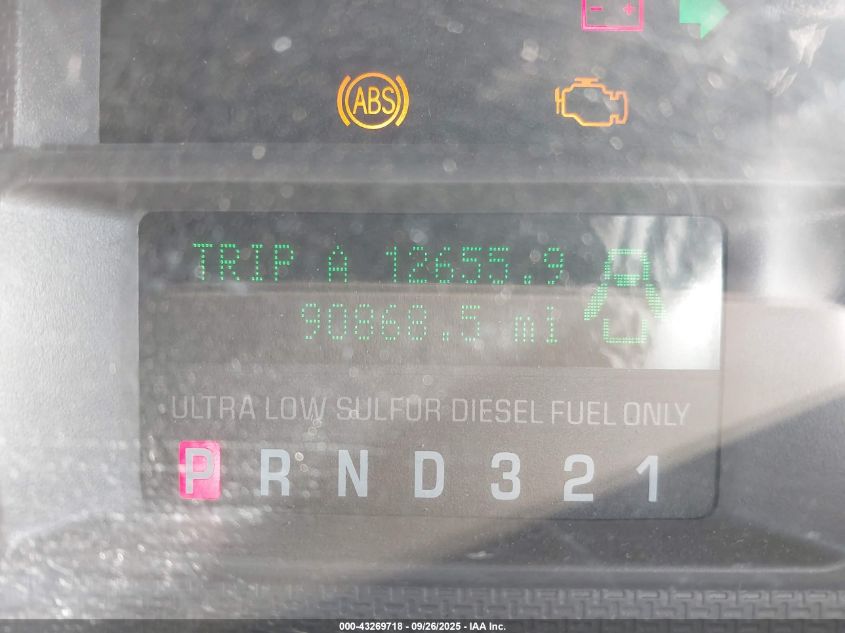 ABS
TRIP A 12655.9
90868.5 mi
ULTRA LOW SULFUR DIESEL FUEL ONLY
P R N D 3 2 1
000-43269718 - 09/26/2025 - IAA Inc.